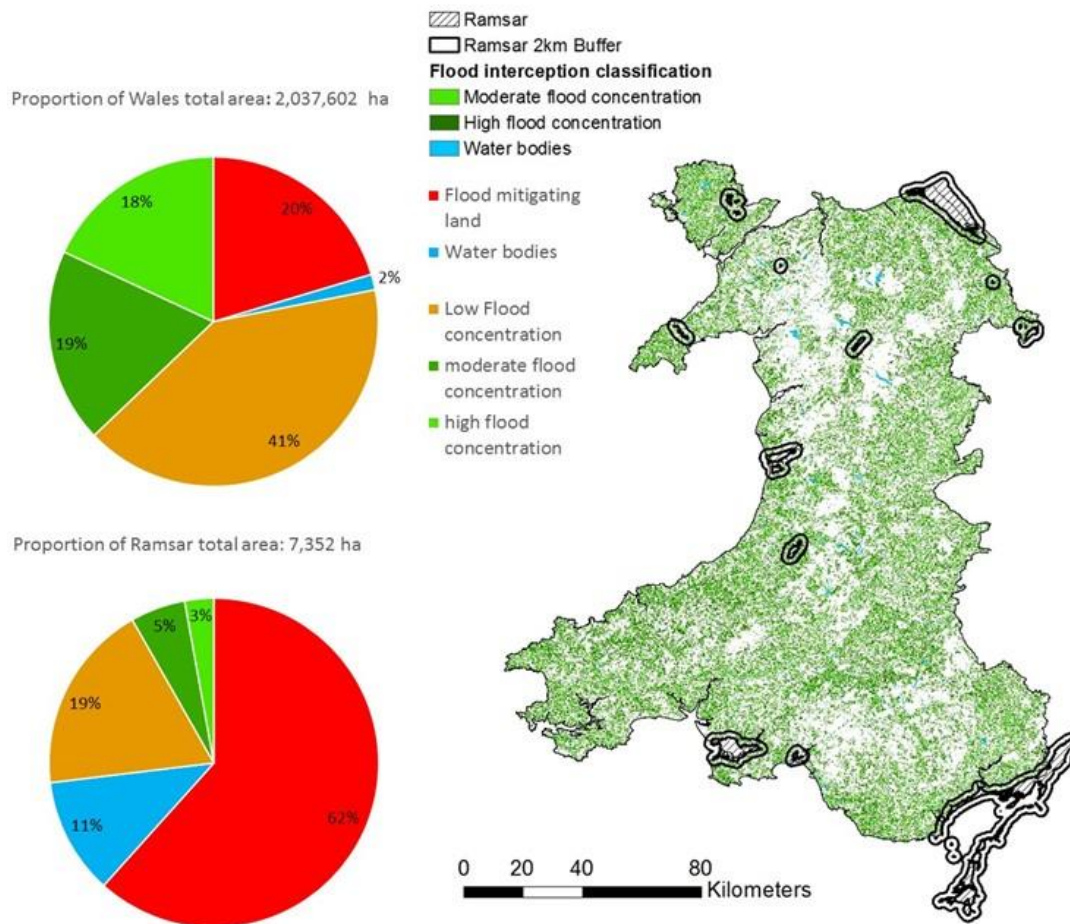 Ramsar
Ramsar 2km Buffer
Flood interception classification
Moderate flood concentration
High flood concentration
Water bodies
Proportion of Wales total area: 2,037,602 ha
18%
20%
2%
19%
41%
Flood mitigating
land
Water bodies
Low Flood
concentration
moderate flood
concentration
high flood
concentration
Proportion of Ramsar total area: 7,352 ha
5%
3%
19%
11%
62%
0 20 40 80
Kilometers